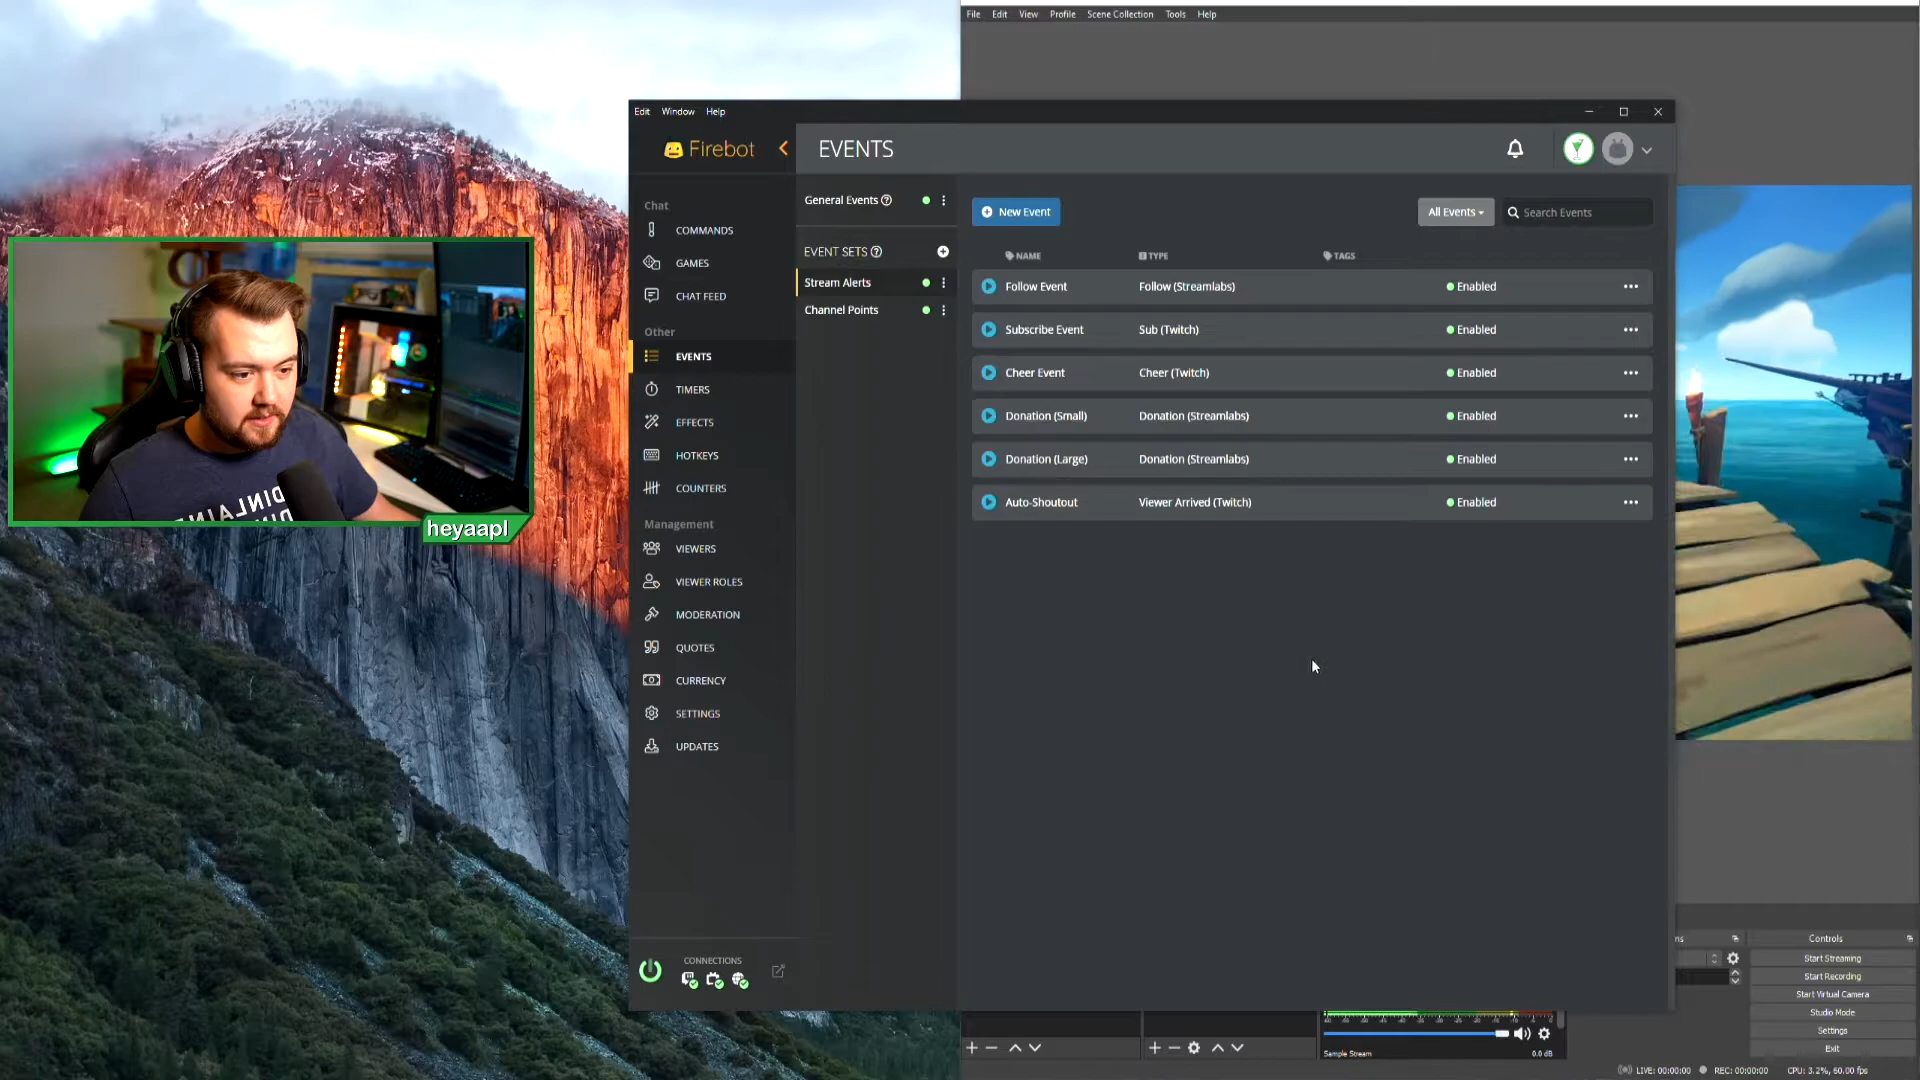 File Edit View Profile Scene Collection Tools Help
Edit Window Help
Firebot
EVENTS
Chat
COMMANDS
GAMES
CHAT FEED
Other
EVENTS
TIMERS
EFFECTS
HOTKEYS
COUNTERS
Management
VIEWERS
VIEWER ROLES
MODERATION
QUOTES
CURRENCY
SETTINGS
UPDATES
CONNECTIONS
General Events
EVENT SETS
Stream Alerts
Channel Points
New Event
All Events
Search Events
NAME TYPE TAGS
Follow Event Follow (Streamlabs) Enabled
Subscribe Event Sub (Twitch) Enabled
Cheer Event Cheer (Twitch) Enabled
Donation (Small) Donation (Streamlabs) Enabled
Donation (Large) Donation (Streamlabs) Enabled
Auto-Shoutout Viewer Arrived (Twitch) Enabled
heyaapl
Controls
Start Streaming
Start Recording
Start Virtual Camera
Studio Mode
Settings
Exit
Sample Stream 0.0 dB
LIVE: 00:00:00 REC: 00:00:00 CPU: 3.2%, 60.00 fps